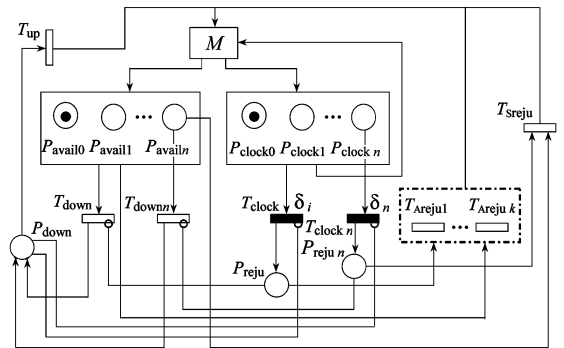 T_up
M
T_Sreju
P_avail0 P_avail1 ··· P_availn
P_clock0 P_clock1 ··· P_clock n
T_down T_downn
T_clock δ_i T_clock n δ_n
T_Areju1 ··· T_Areju k
P_down
P_reju
P_reju n